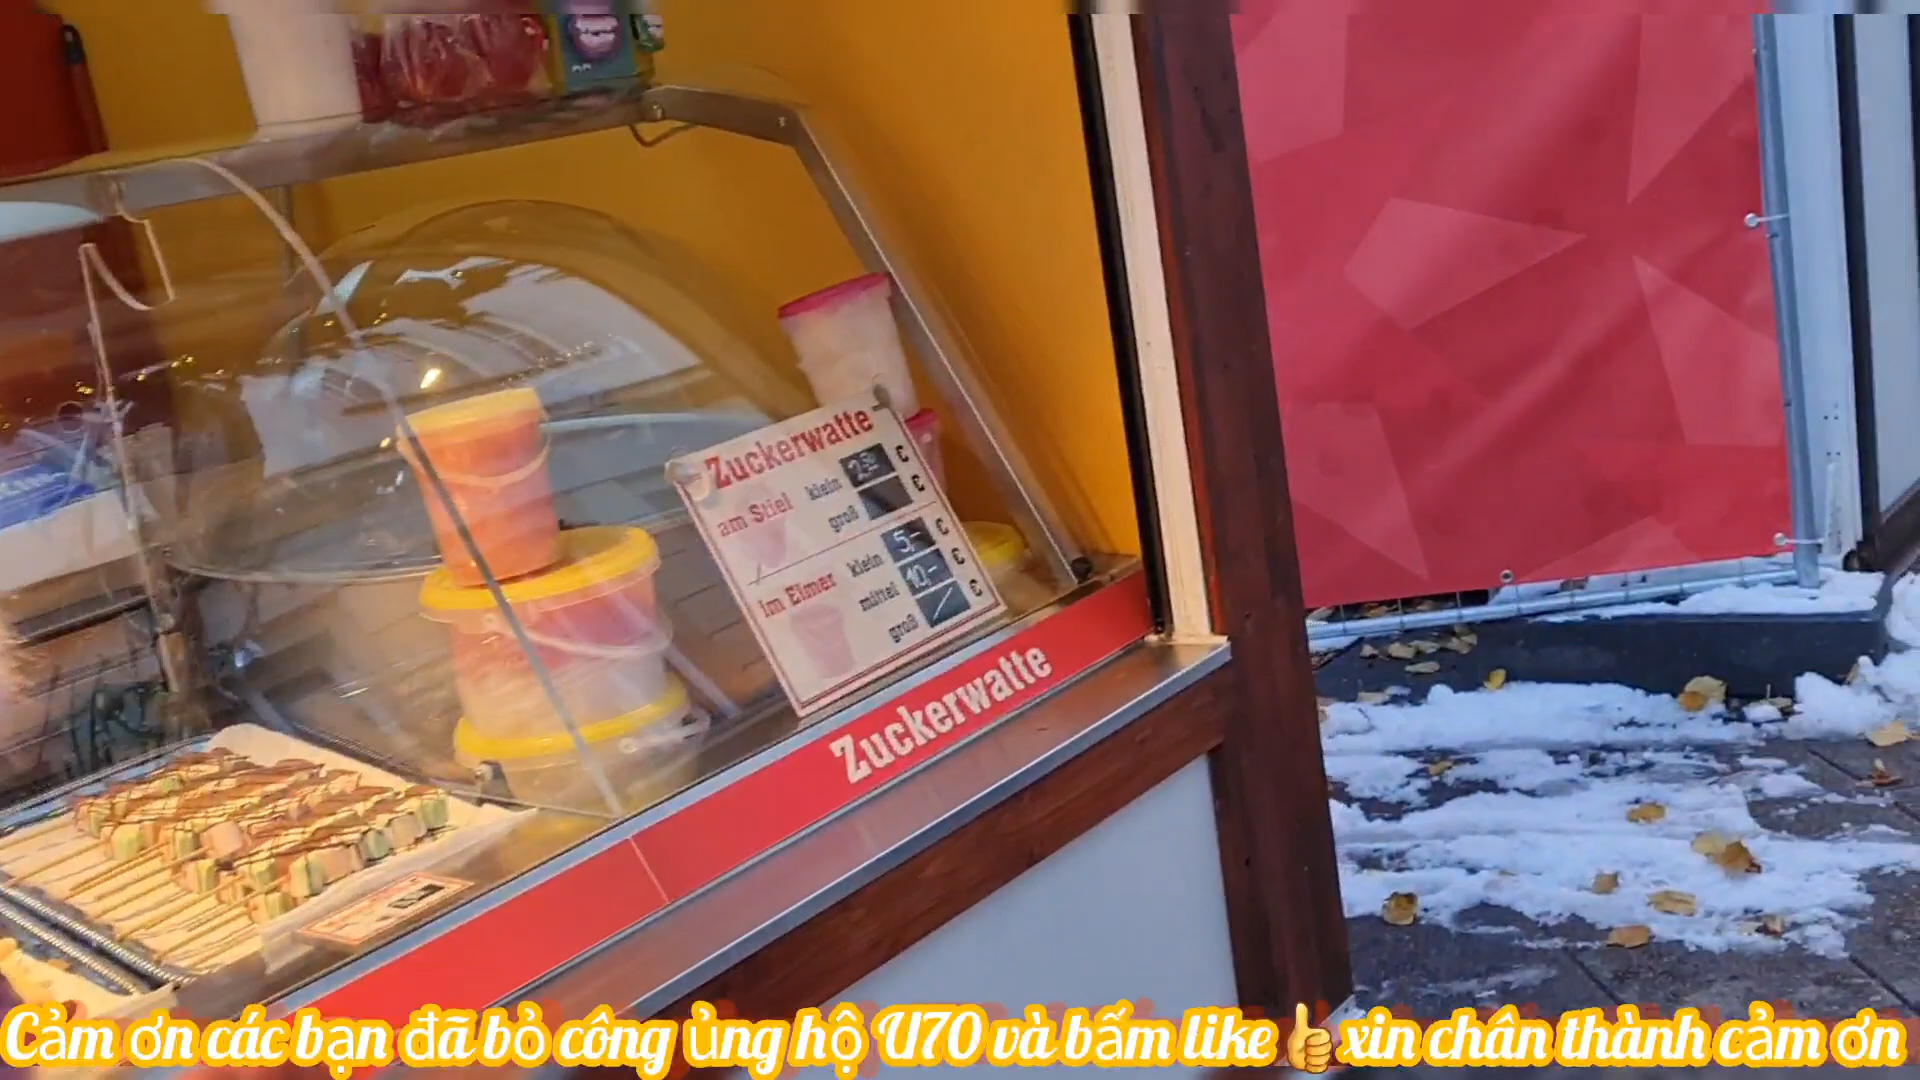 Zuckerwatte
am Stiel klein 2,50 €
groß €
im Eimer klein 5,- €
mittel 10,- €
groß / €
Zuckerwatte
Cảm ơn các bạn đã bỏ công ủng hộ U70 và bấm like 👍 xin chân thành cảm ơn